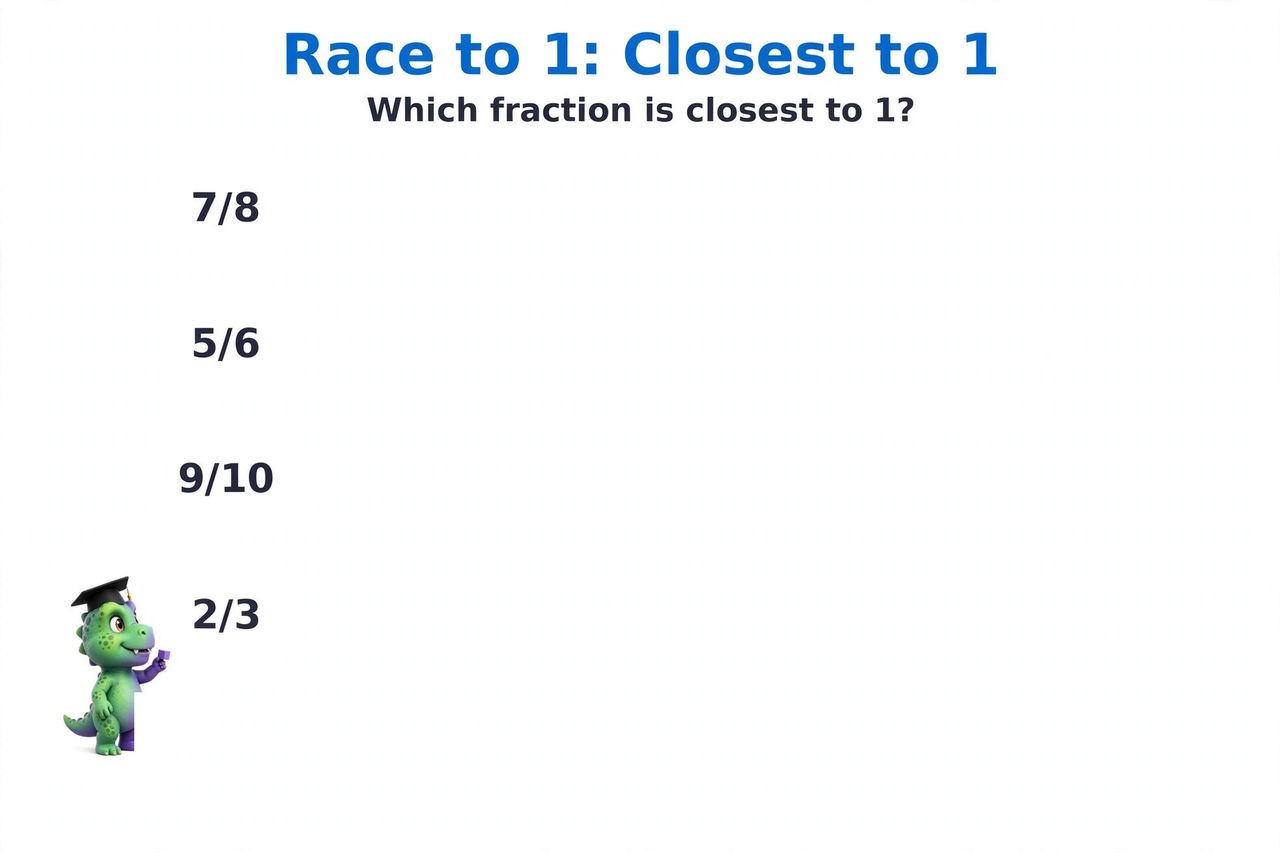 Race to 1: Closest to 1
Which fraction is closest to 1?
7/8
5/6
9/10
2/3